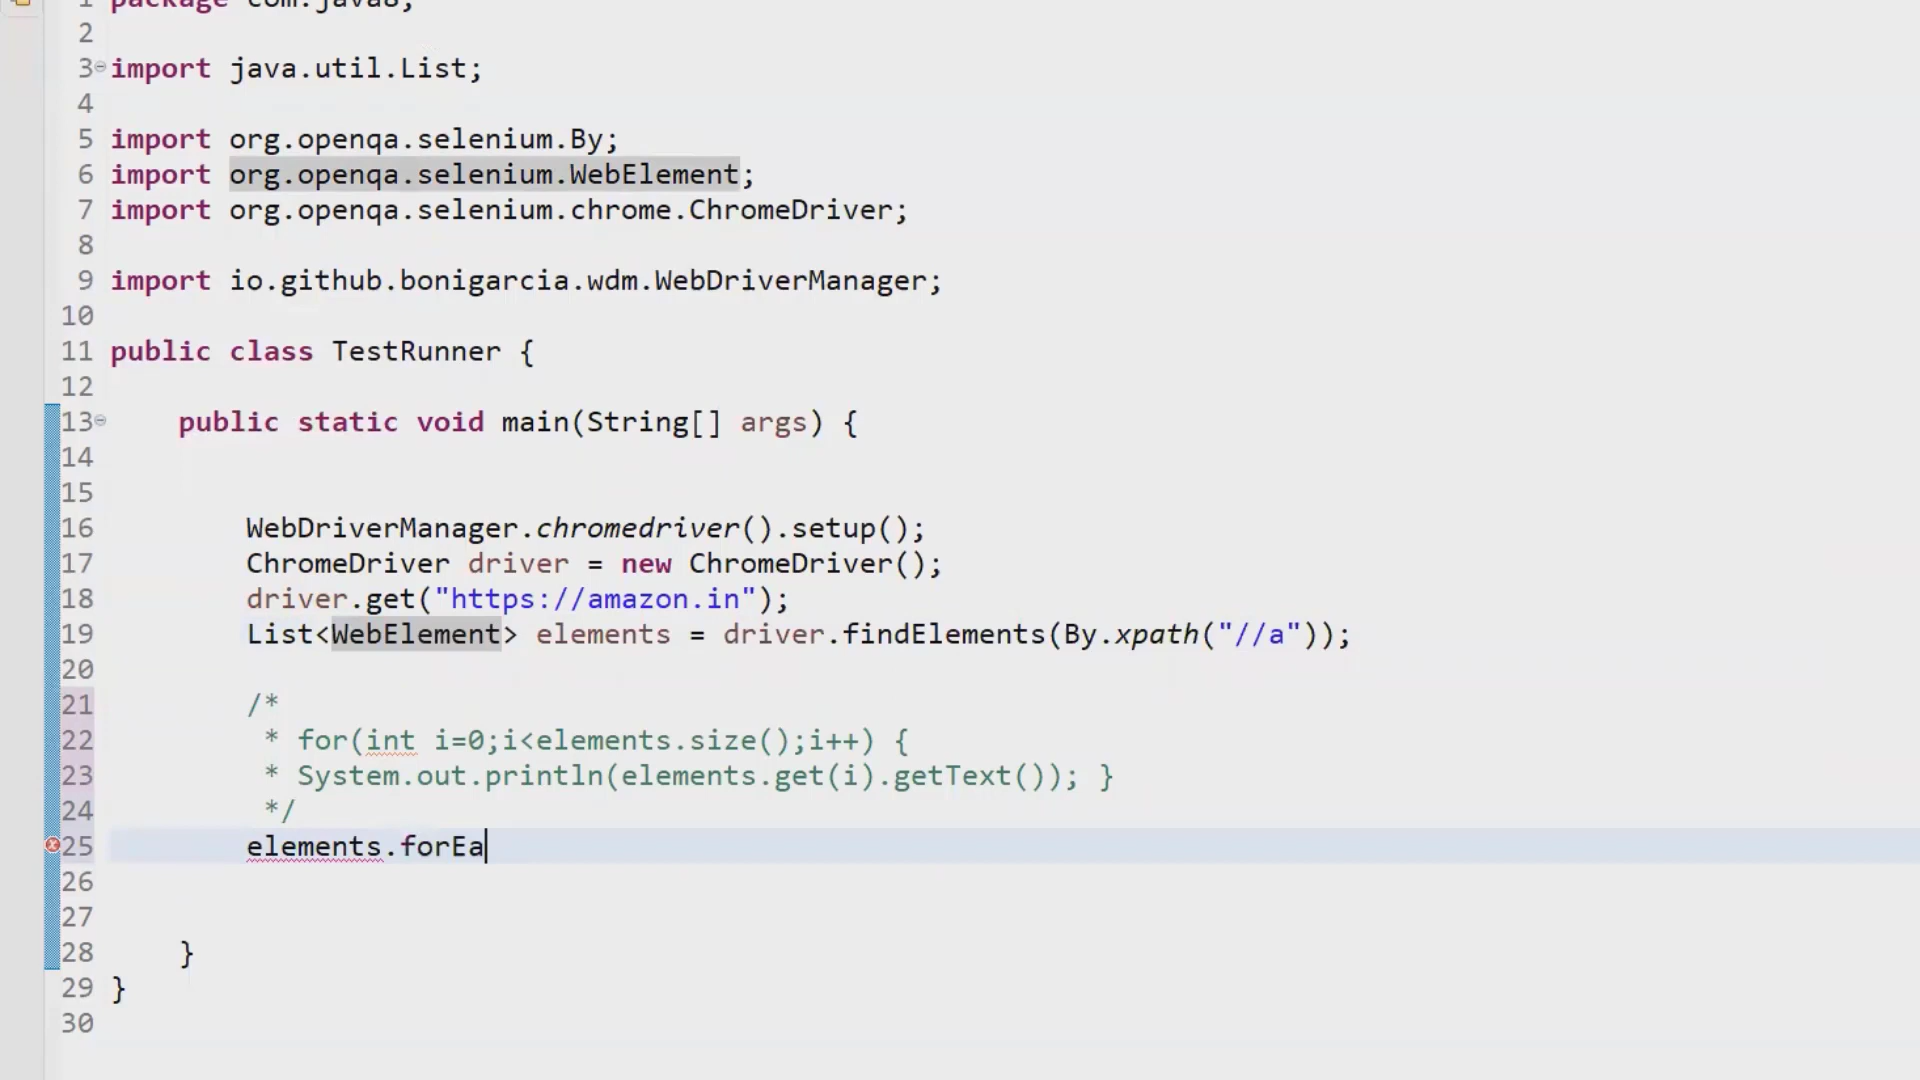 1 package com.java8;
2
3 import java.util.List;
4
5 import org.openqa.selenium.By;
6 import org.openqa.selenium.WebElement;
7 import org.openqa.selenium.chrome.ChromeDriver;
8
9 import io.github.bonigarcia.wdm.WebDriverManager;
10
11 public class TestRunner {
12
13 public static void main(String[] args) {
14
15
16 WebDriverManager.chromedriver().setup();
17 ChromeDriver driver = new ChromeDriver();
18 driver.get("https://amazon.in");
19 List<WebElement> elements = driver.findElements(By.xpath("//a"));
20
21 /*
22 * for(int i=0;i<elements.size();i++) {
23 * System.out.println(elements.get(i).getText()); }
24 */
25 elements.forEa
26
27
28 }
29 }
30